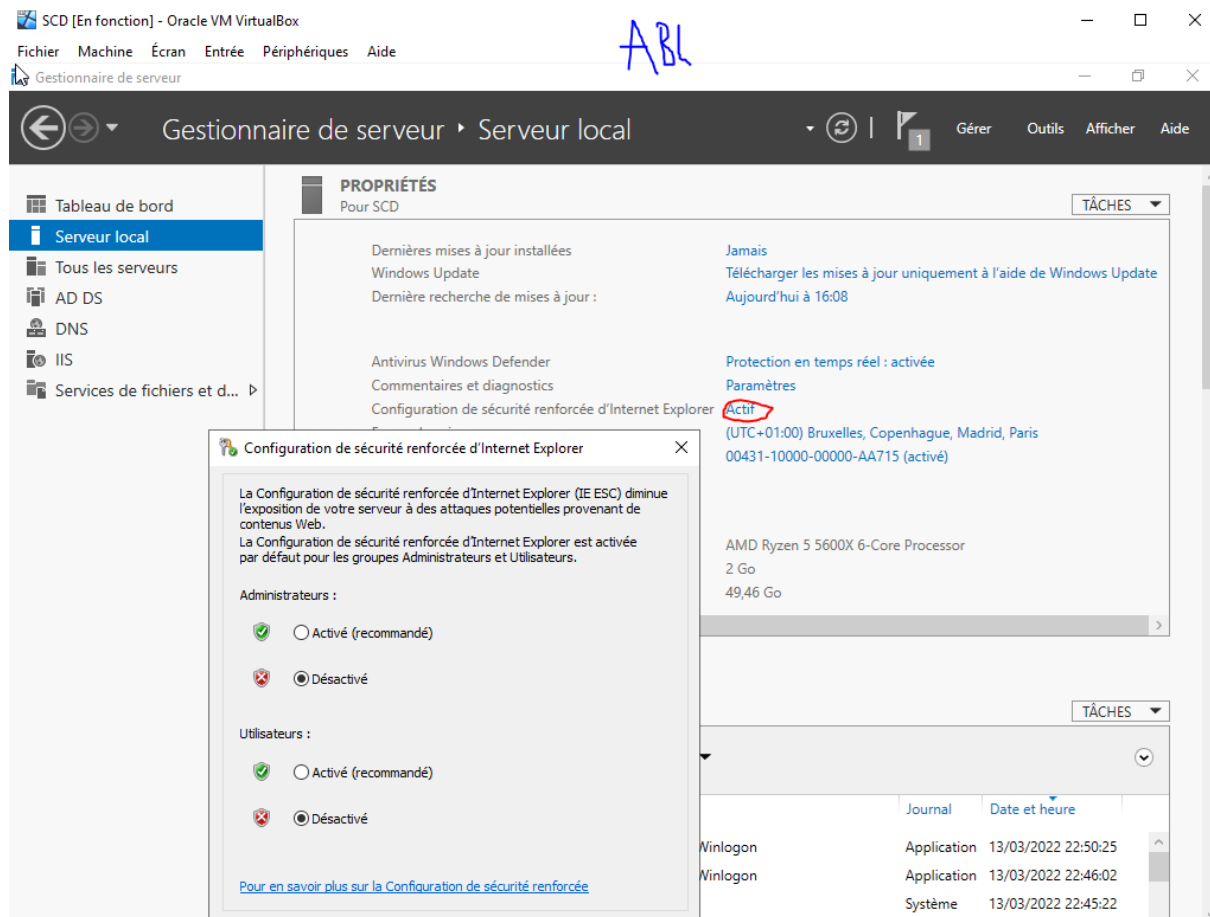 SCD [En fonction] - Oracle VM VirtualBox
ABL
Fichier Machine Écran Entrée Périphériques Aide
Gestionnaire de serveur
Gestionnaire de serveur Serveur local
1
Gérer Outils Afficher Aide
Tableau de bord
Serveur local
Tous les serveurs
AD DS
DNS
IIS
Services de fichiers et d...
PROPRIÉTÉS
Pour SCD
TÂCHES
Dernières mises à jour installées Jamais
Windows Update Télécharger les mises à jour uniquement à l'aide de Windows Update
Dernière recherche de mises à jour : Aujourd'hui à 16:08
Antivirus Windows Defender Protection en temps réel : activée
Commentaires et diagnostics Paramètres
Configuration de sécurité renforcée d'Internet Explorer Actif
(UTC+01:00) Bruxelles, Copenhague, Madrid, Paris
00431-10000-00000-AA715 (activé)
AMD Ryzen 5 5600X 6-Core Processor
2 Go
49,46 Go
Configuration de sécurité renforcée d'Internet Explorer
La Configuration de sécurité renforcée d'Internet Explorer (IE ESC) diminue
l'exposition de votre serveur à des attaques potentielles provenant de
contenus Web.
La Configuration de sécurité renforcée d'Internet Explorer est activée
par défaut pour les groupes Administrateurs et Utilisateurs.
Administrateurs :
Activé (recommandé)
Désactivé
Utilisateurs :
Activé (recommandé)
Désactivé
Pour en savoir plus sur la Configuration de sécurité renforcée
TÂCHES
Journal Date et heure
Winlogon Application 13/03/2022 22:50:25
Winlogon Application 13/03/2022 22:46:02
Système 13/03/2022 22:45:22